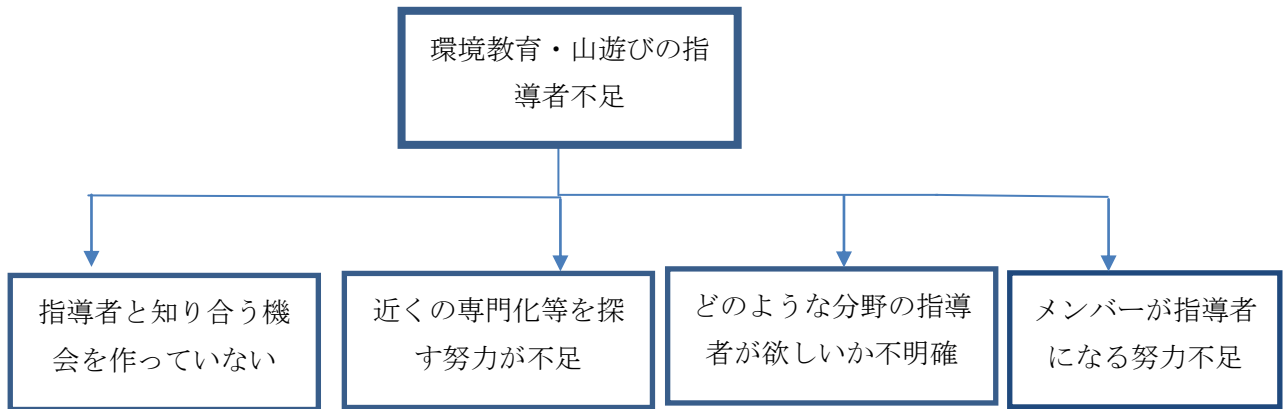 環境教育・山遊びの指
導者不足
指導者と知り合う機
会を作っていない
近くの専門化等を探
す努力が不足
どのような分野の指導
者が欲しいか不明確
メンバーが指導者
になる努力不足